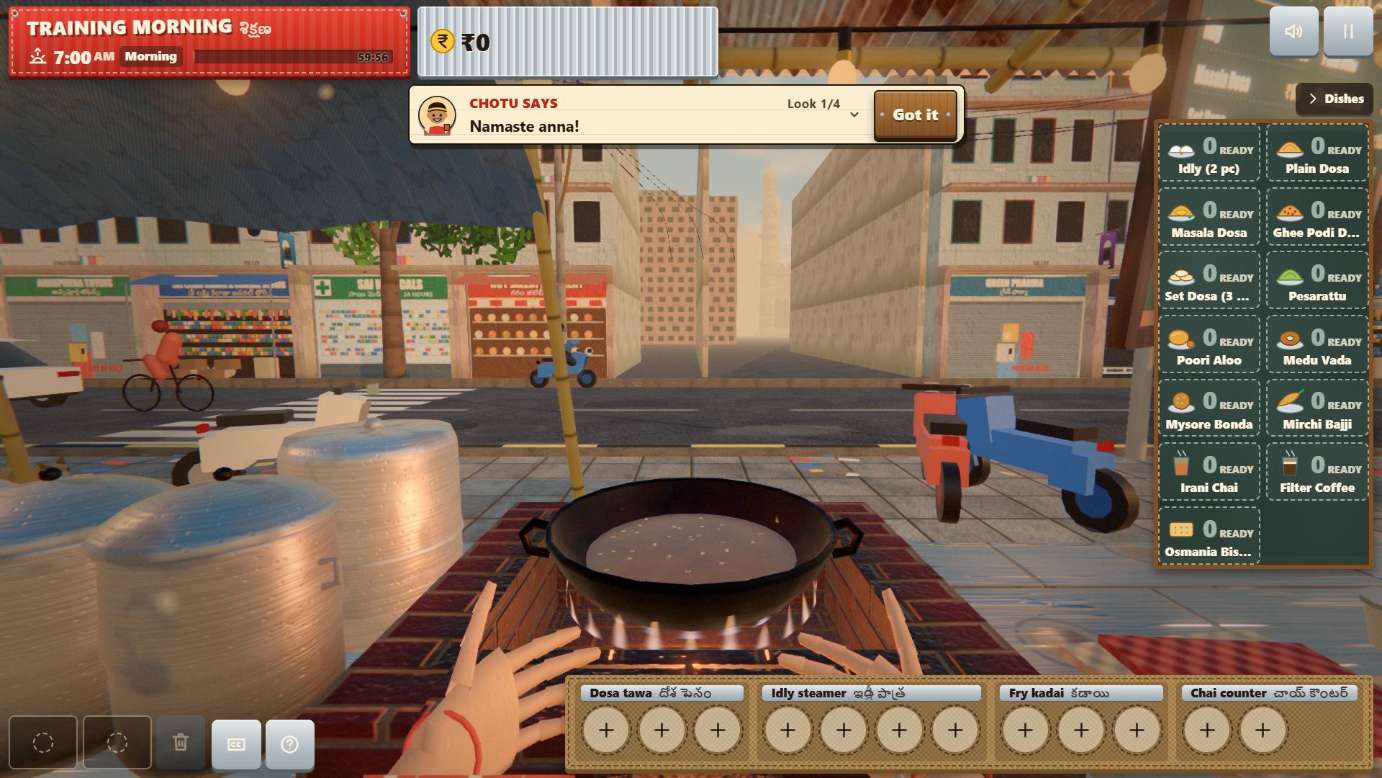 TRAINING MORNING శిక్షణ
7:00 AM Morning 59:56
₹0
CHOTU SAYS
Look 1/4
Namaste anna!
Got it
Dishes
0 READY
Idly (2 pc)
0 READY
Plain Dosa
0 READY
Masala Dosa
0 READY
Ghee Podi D...
0 READY
Set Dosa (3 ...
0 READY
Pesarattu
0 READY
Poori Aloo
0 READY
Medu Vada
0 READY
Mysore Bonda
0 READY
Mirchi Bajji
0 READY
Irani Chai
0 READY
Filter Coffee
0 READY
Osmania Bis...
Dosa tawa దోశ పెనం
Idly steamer ఇడ్లీ పాత్ర
Fry kadai కడాయి
Chai counter చాయ్ కౌంటర్
CC